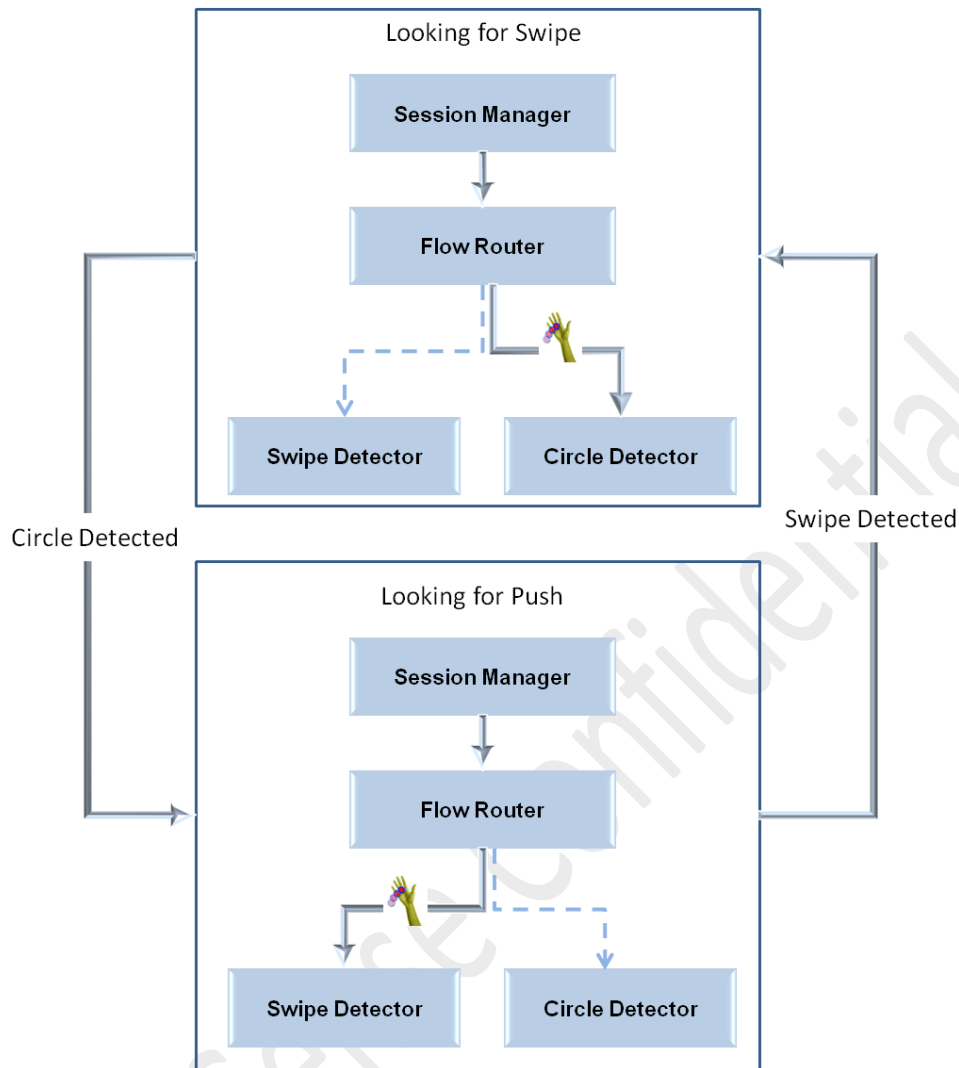 Looking for Swipe
Session Manager
Flow Router
Swipe Detector
Circle Detector
Circle Detected
Swipe Detected
Looking for Push
Session Manager
Flow Router
Swipe Detector
Circle Detector
Confidential